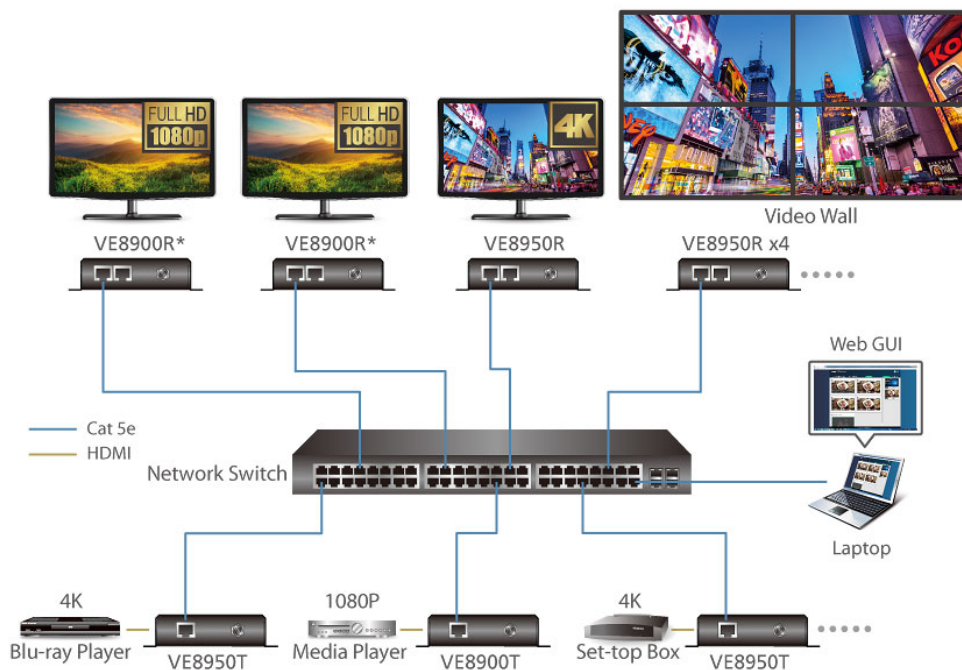 FULL HD
1080p
FULL HD
1080p
4K
Video Wall
VE8900R*
VE8900R*
VE8950R
VE8950R x4
Web GUI
Cat 5e
HDMI
Network Switch
Laptop
4K
1080P
4K
Blu-ray Player
Media Player
Set-top Box
VE8950T
VE8900T
VE8950T